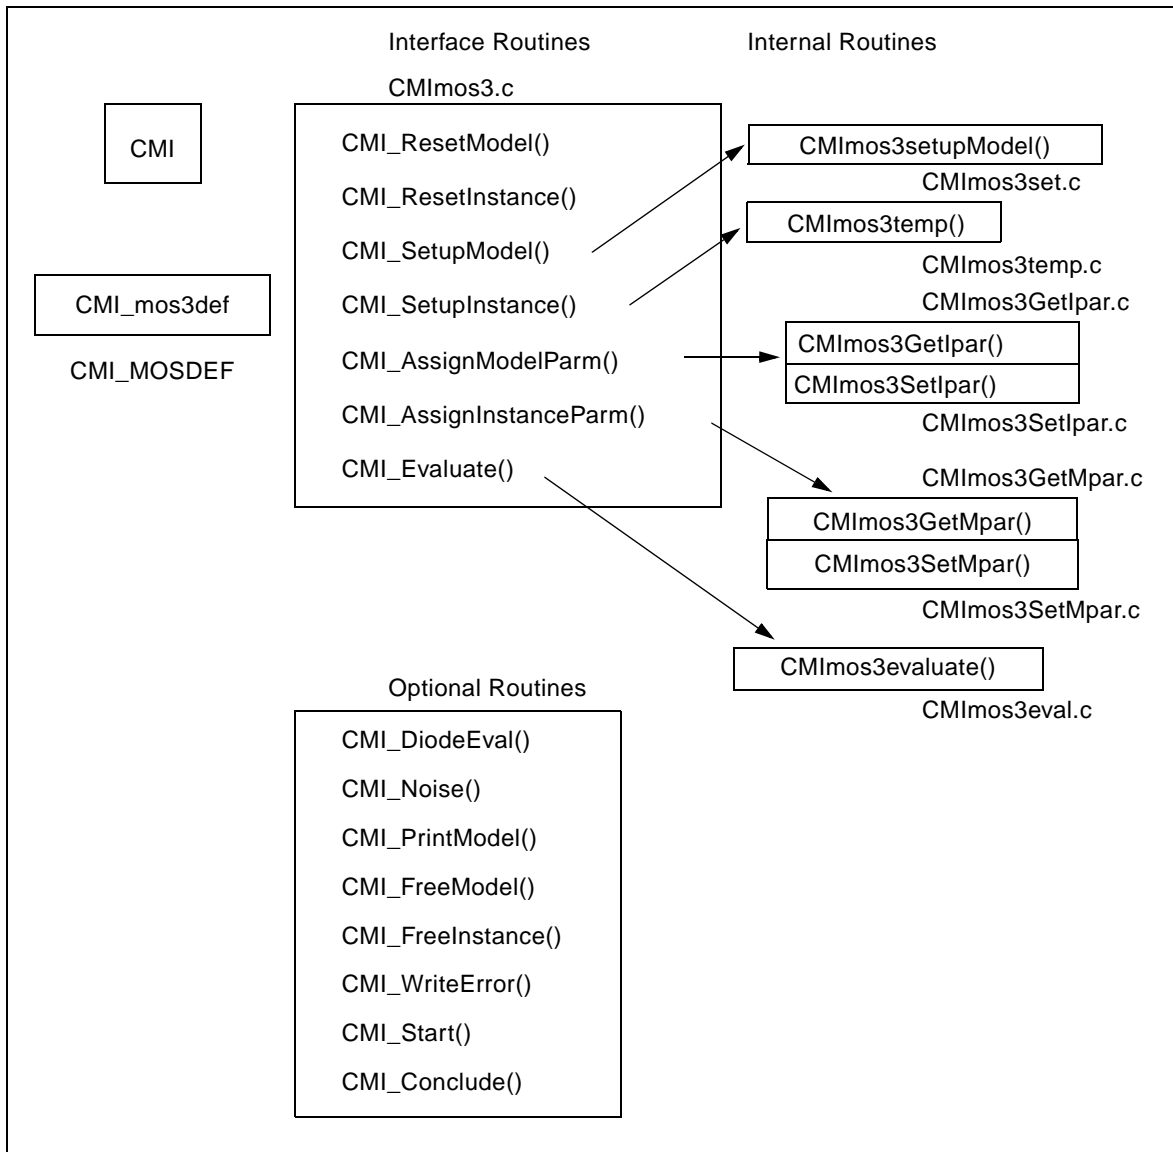 Interface Routines
Internal Routines
CMImos3.c
CMI
CMI_mos3def
CMI_MOSDEF
CMI_ResetModel()
CMI_ResetInstance()
CMI_SetupModel()
CMI_SetupInstance()
CMI_AssignModelParm()
CMI_AssignInstanceParm()
CMI_Evaluate()
CMImos3setupModel()
CMImos3set.c
CMImos3temp()
CMImos3temp.c
CMImos3GetIpar.c
CMImos3GetIpar()
CMImos3SetIpar()
CMImos3SetIpar.c
CMImos3GetMpar.c
CMImos3GetMpar()
CMImos3SetMpar()
CMImos3SetMpar.c
CMImos3evaluate()
CMImos3eval.c
Optional Routines
CMI_DiodeEval()
CMI_Noise()
CMI_PrintModel()
CMI_FreeModel()
CMI_FreeInstance()
CMI_WriteError()
CMI_Start()
CMI_Conclude()